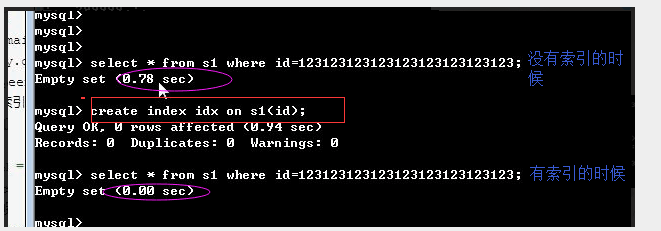 mysql>
mysql>
mysql>
mysql> select * from s1 where id=123123123123123123123123123; 没有索引的时候
Empty set (0.78 sec)
mysql> create index idx on s1(id);
Query OK, 0 rows affected (0.94 sec)
Records: 0  Duplicates: 0  Warnings: 0
mysql> select * from s1 where id=123123123123123123123123123; 有索引的时候
Empty set (0.00 sec)
mysql>